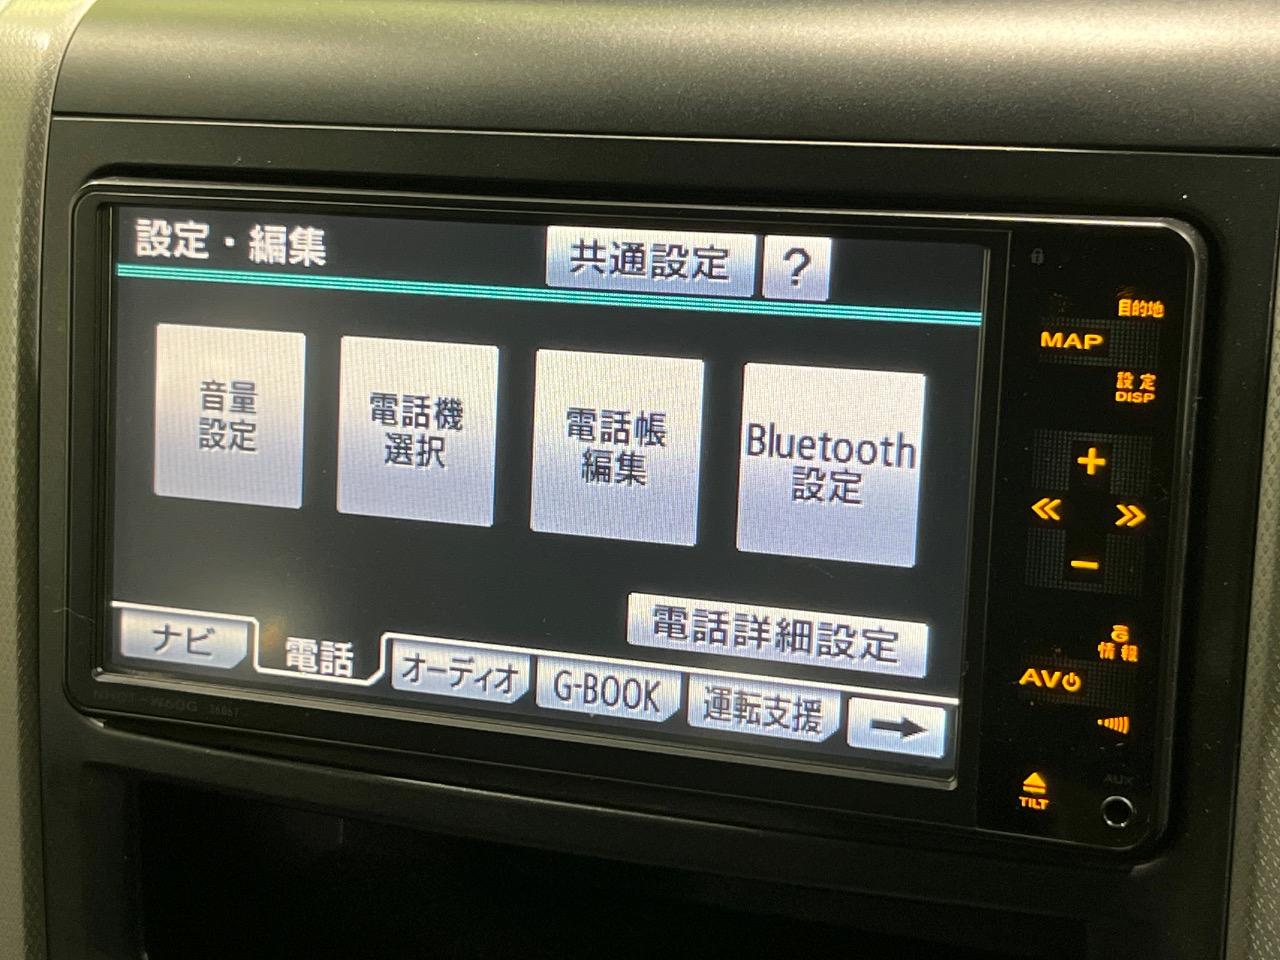 設定・編集
共通設定
?
音量
設定
電話機
選択
電話帳
編集
Bluetooth
設定
電話詳細設定
ナビ
電話
オーディオ
G-BOOK
運転支援
→
目的地
MAP
設定
DISP
+
«
»
−
情報
AV
TILT
AUX